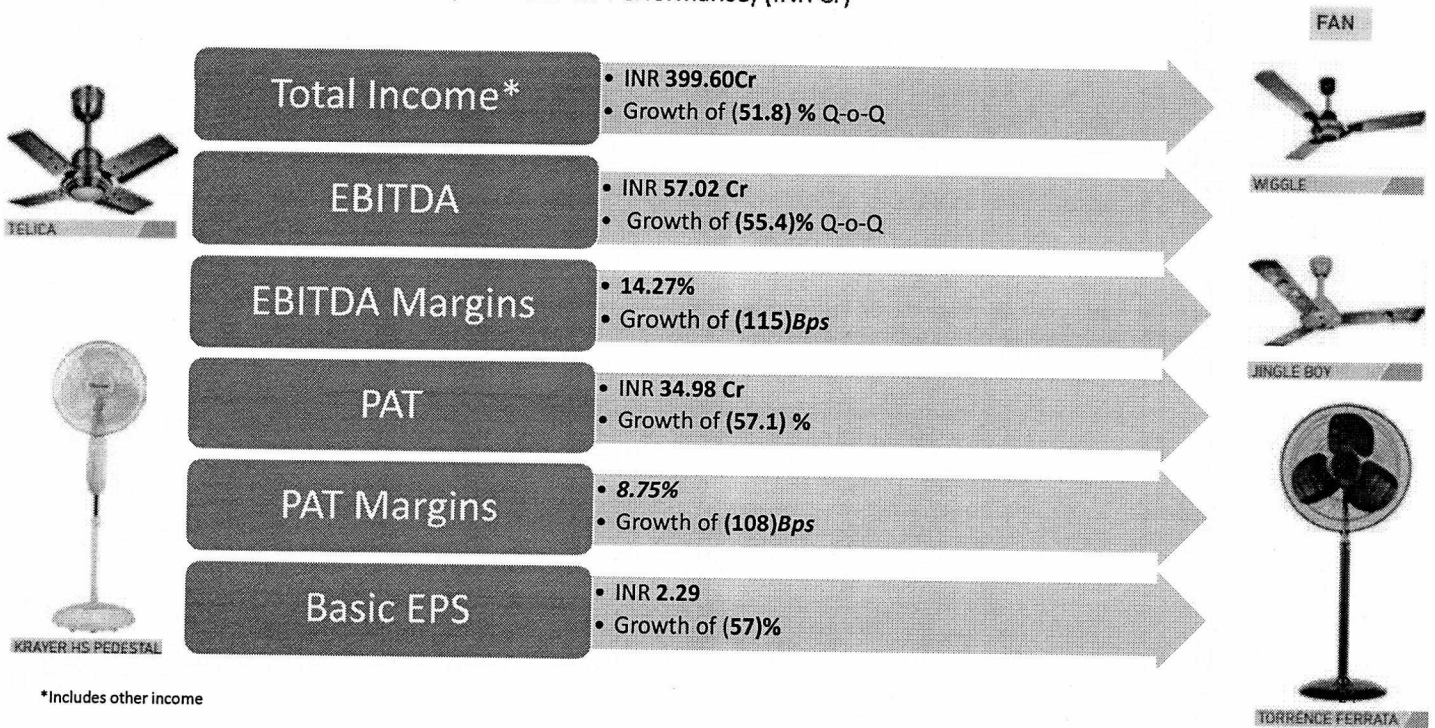 (INR Cr)
FAN
Total Income*
• INR 399.60Cr
• Growth of (51.8) % Q-o-Q
EBITDA
• INR 57.02 Cr
• Growth of (55.4)% Q-o-Q
EBITDA Margins
• 14.27%
• Growth of (115)Bps
PAT
• INR 34.98 Cr
• Growth of (57.1) %
PAT Margins
• 8.75%
• Growth of (108)Bps
Basic EPS
• INR 2.29
• Growth of (57)%
TELICA
KRAYER HS PEDESTAL
WIGGLE
JINGLE BOY
TORRENCE FERRATA
*Includes other income